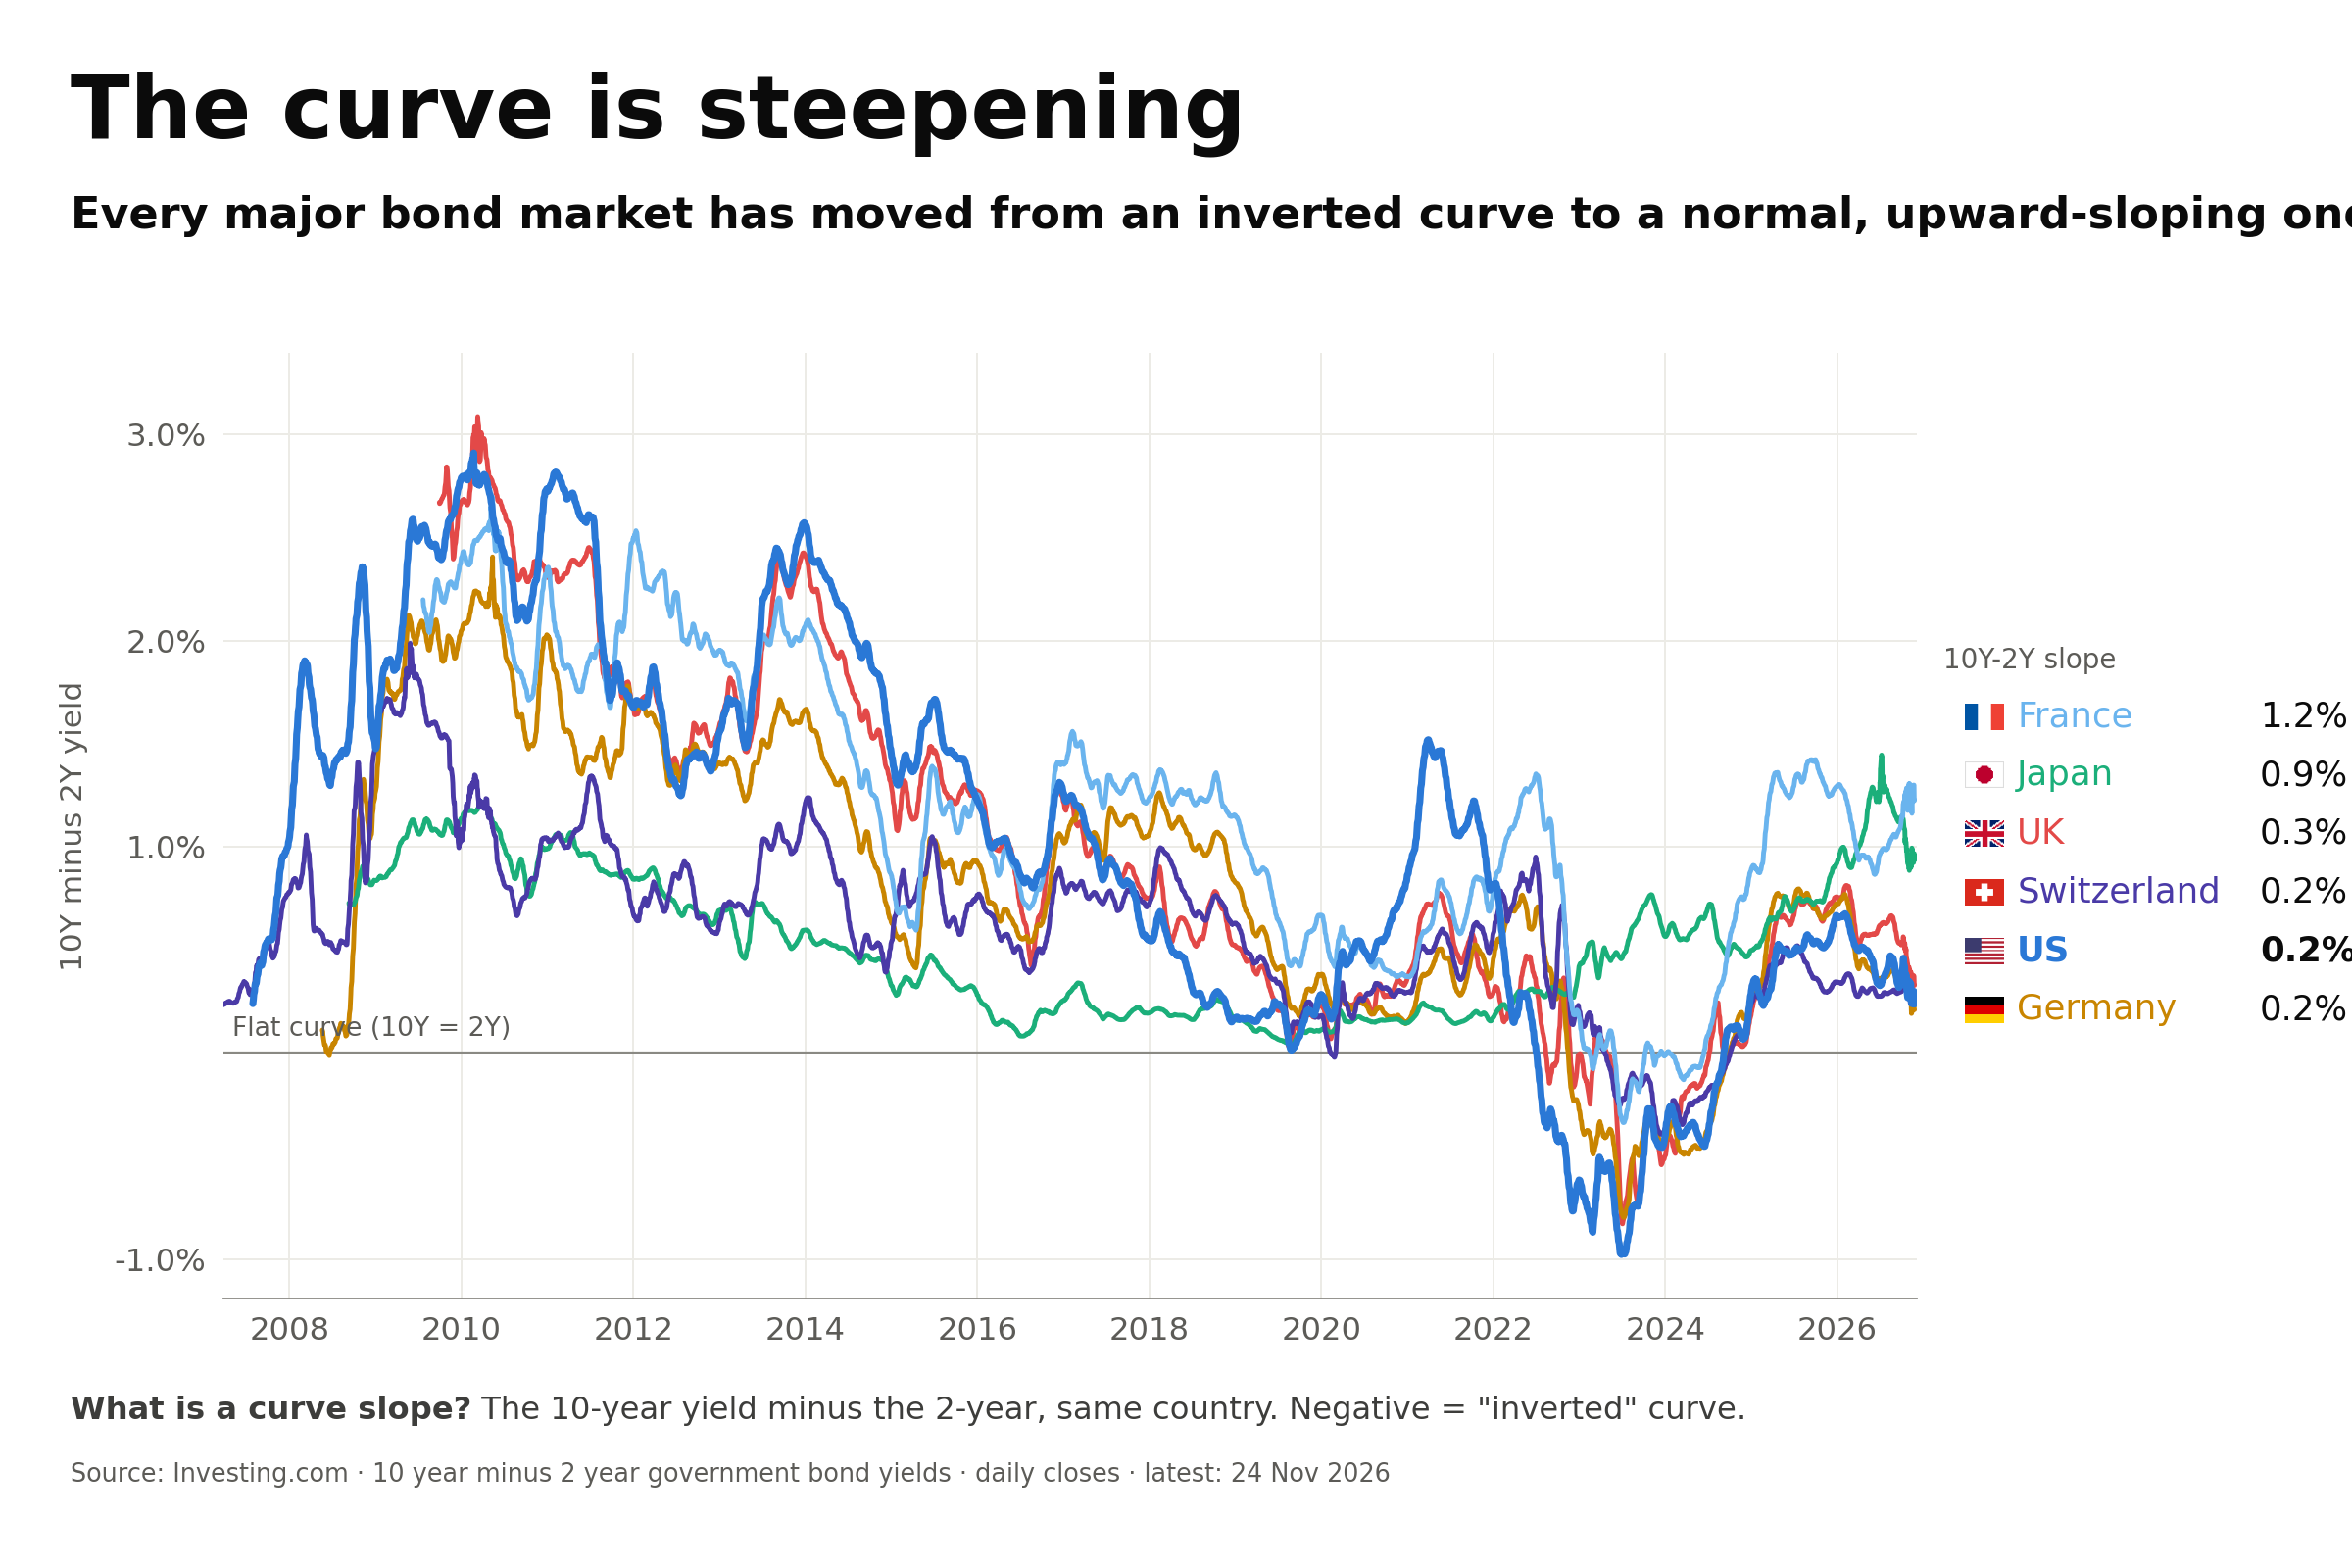 The curve is steepening
Every major bond market has moved from an inverted curve to a normal, upward-sloping one
10Y minus 2Y yield
3.0%
2.0%
1.0%
-1.0%
Flat curve (10Y = 2Y)
2008 2010 2012 2014 2016 2018 2020 2022 2024 2026
10Y-2Y slope
France 1.2%
Japan 0.9%
UK 0.3%
Switzerland 0.2%
US 0.2%
Germany 0.2%
What is a curve slope? The 10-year yield minus the 2-year, same country. Negative = "inverted" curve.
Source: Investing.com · 10 year minus 2 year government bond yields · daily closes · latest: 24 Nov 2026